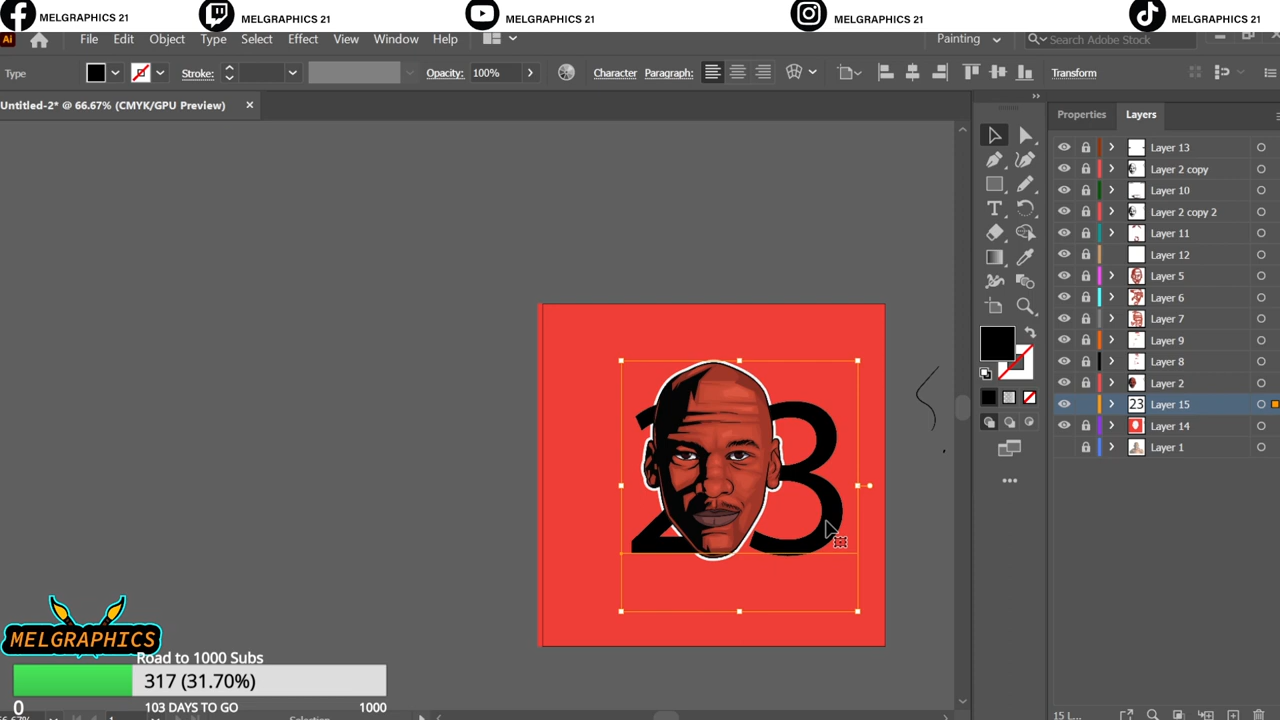 MELGRAPHICS 21 MELGRAPHICS 21 MELGRAPHICS 21 MELGRAPHICS 21 MELGRAPHICS 21
Ai File Edit Object Type Select Effect View Window Help Painting Search Adobe Stock
Type Stroke: Opacity: 100% Character Paragraph: Transform
Untitled-2* @ 66.67% (CMYK/GPU Preview) ×
Properties Layers
Layer 13
Layer 2 copy
Layer 10
Layer 2 copy 2
Layer 11
Layer 12
Layer 5
Layer 6
Layer 7
Layer 9
Layer 8
Layer 2
23 Layer 15
Layer 14
Layer 1
23
MELGRAPHICS
Road to 1000 Subs
317 (31.70%)
0 103 DAYS TO GO 1000
Selection
15 L...